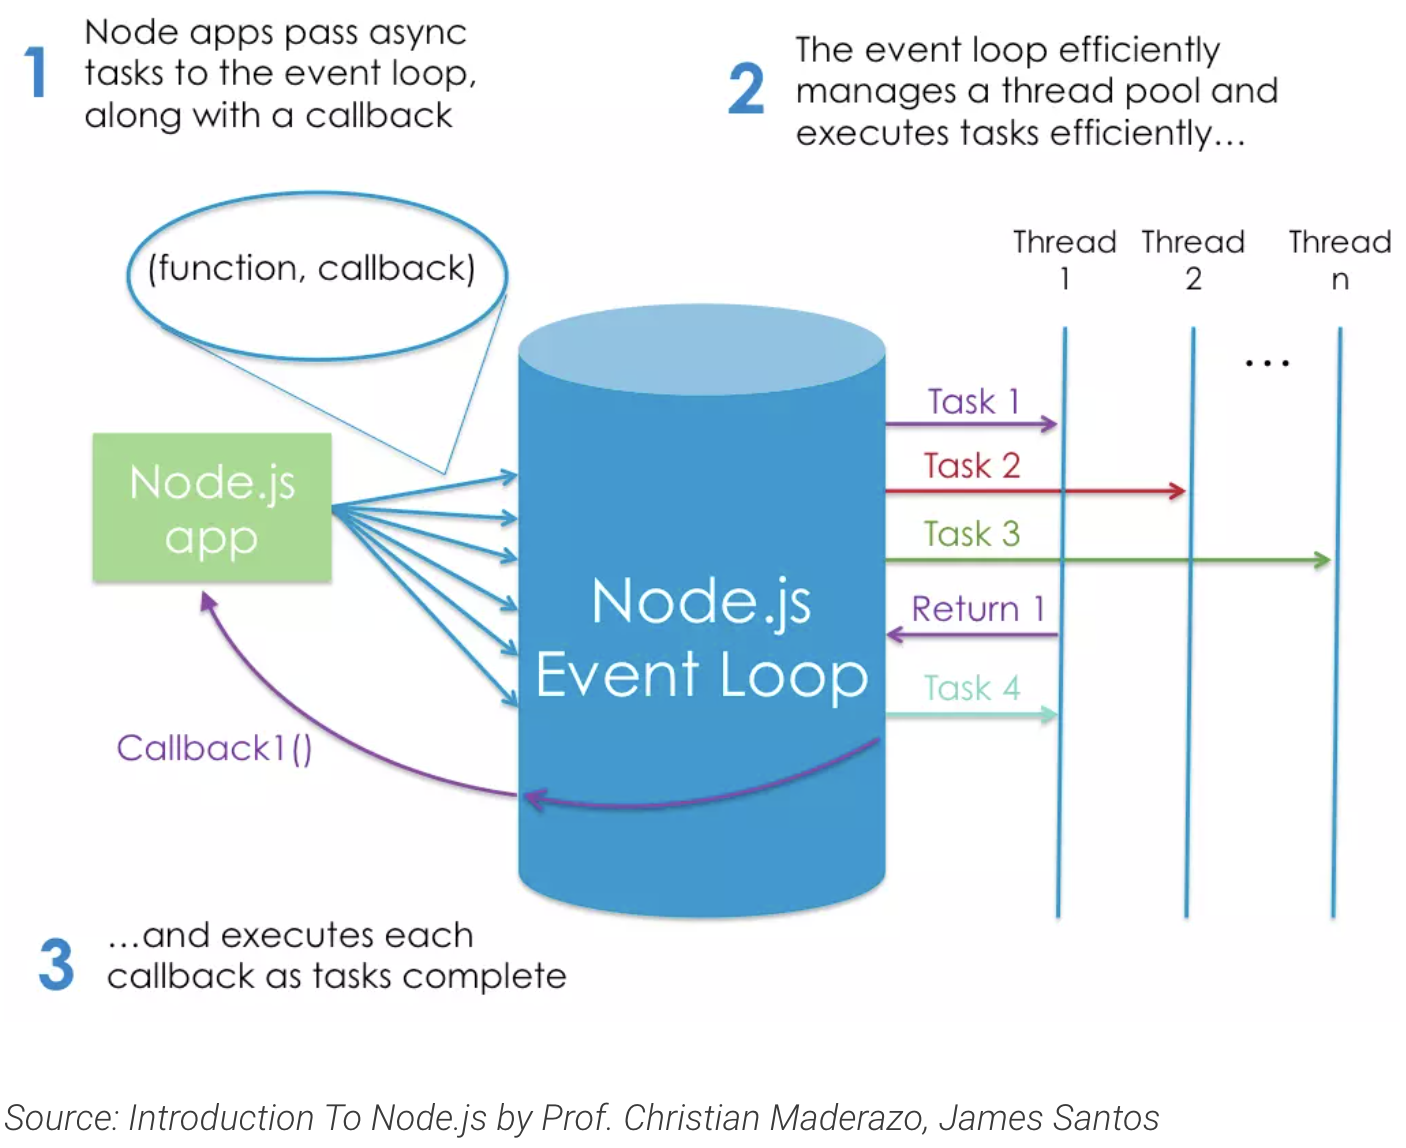 1
Node apps pass async
tasks to the event loop,
along with a callback
2
The event loop efficiently
manages a thread pool and
executes tasks efficiently…
(function, callback)
Thread
1
Thread
2
…
Thread
n
Node.js
app
Node.js
Event Loop
Task 1
Task 2
Task 3
Return 1
Task 4
Callback1()
3
…and executes each
callback as tasks complete
Source: Introduction To Node.js by Prof. Christian Maderazo, James Santos